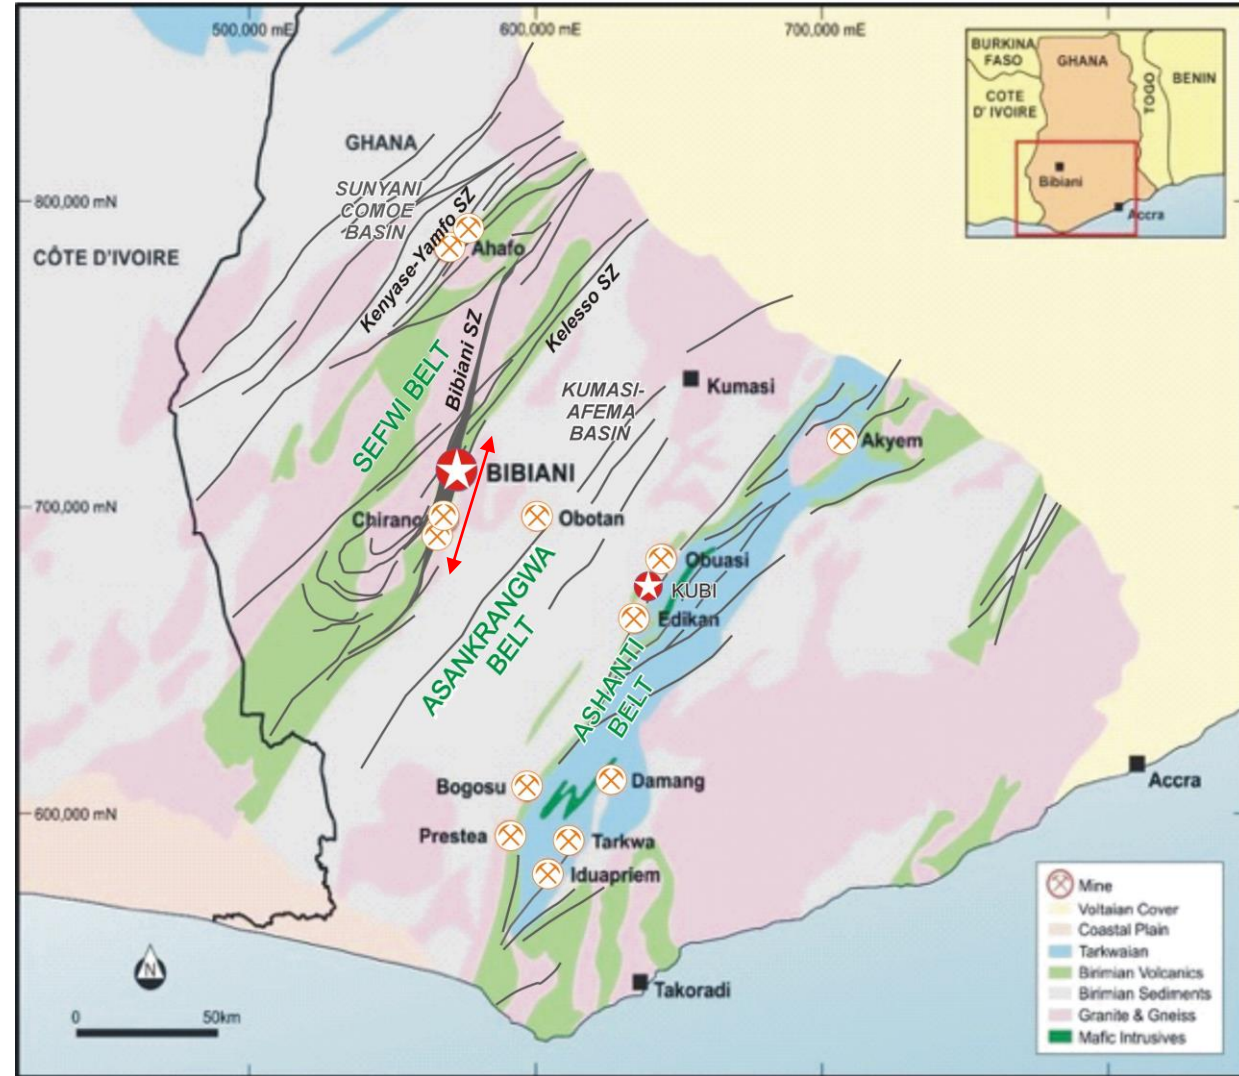 500,000 mE
600,000 mE
700,000 mE
BURKINA
FASO
GHANA
TOGO
BENIN
COTE
D' IVOIRE
Bibiani
Accra
GHANA
SUNYANI
COMOE
BASIN
800,000 mN
CÔTE D'IVOIRE
Kenyase-Yamfo SZ
Ahafo
Kelesso SZ
Bibiani SZ
SEFWI BELT
KUMASI-
AFEMA
BASIN
Kumasi
Akyem
BIBIANI
700,000 mN
Chirano
Obotan
Obuasi
KUBI
Edikan
ASANKRANGWA
BELT
ASHANTI
BELT
Bogosu
Damang
Accra
600,000 mN
Prestea
Tarkwa
Iduapriem
Takoradi
N
0
50km
Mine
Voltaian Cover
Coastal Plain
Tarkwaian
Birimian Volcanics
Birimian Sediments
Granite & Gneiss
Mafic Intrusives